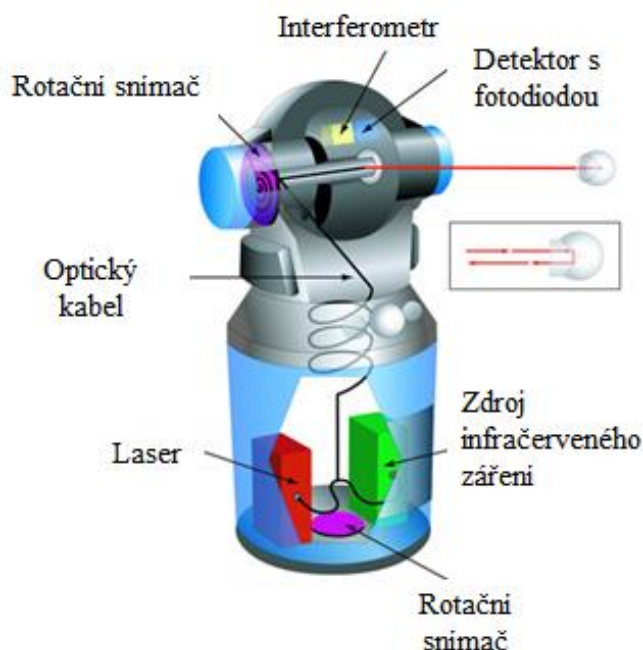 Interferometr
Detektor s
fotodiodou
Rotační snímač
Optický
kabel
Zdroj
infračerveného
záření
Laser
Rotační
snímač